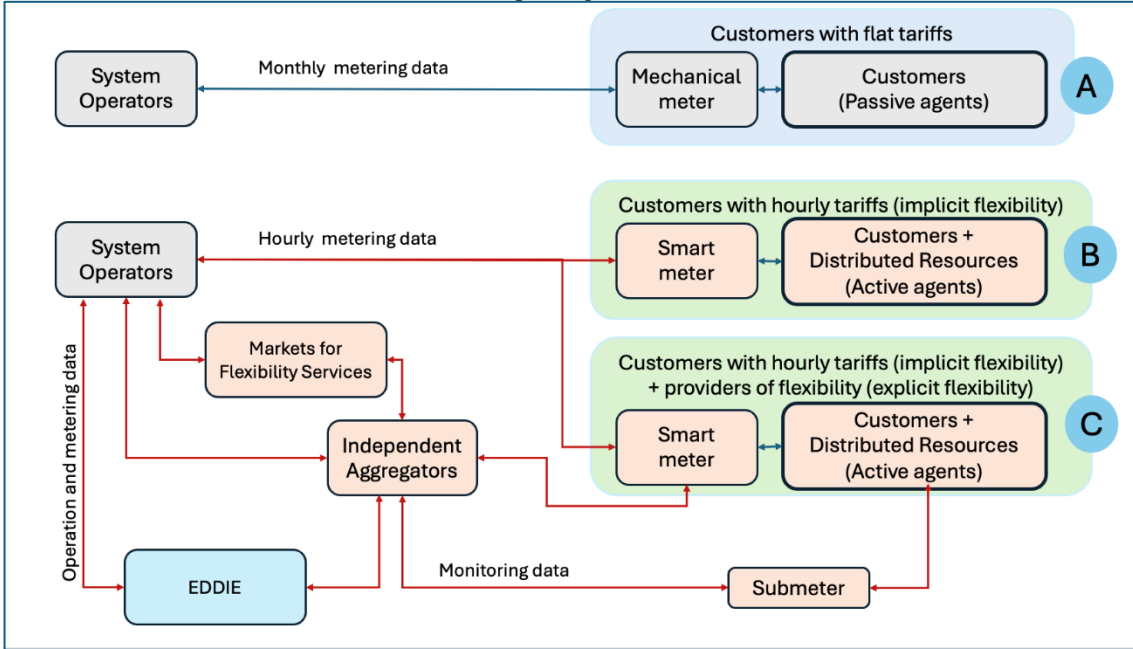 Customers with flat tariffs
System
Operators
Monthly metering data
Mechanical
meter
Customers
(Passive agents)
A
Customers with hourly tariffs (implicit flexibility)
System
Operators
Hourly metering data
Smart
meter
Customers +
Distributed Resources
(Active agents)
B
Markets for
Flexibility Services
Customers with hourly tariffs (implicit flexibility)
+ providers of flexibility (explicit flexibility)
Independent
Aggregators
Smart
meter
Customers +
Distributed Resources
(Active agents)
C
Operation and metering data
EDDIE
Monitoring data
Submeter